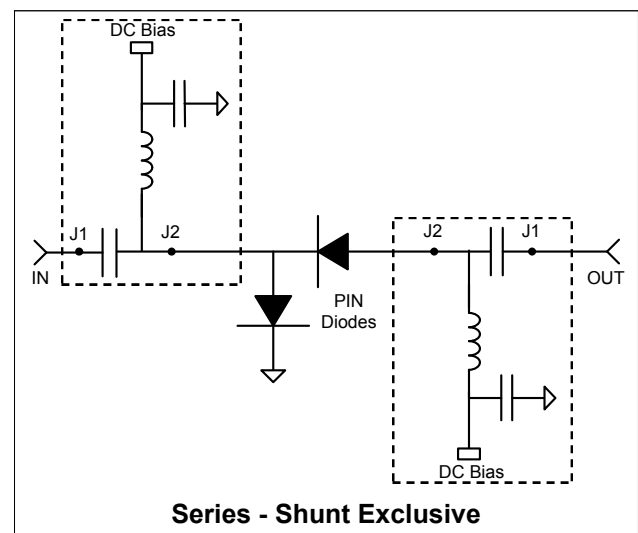 DC Bias
J1
J2
IN
PIN
Diodes
J2
J1
OUT
DC Bias
Series - Shunt Exclusive